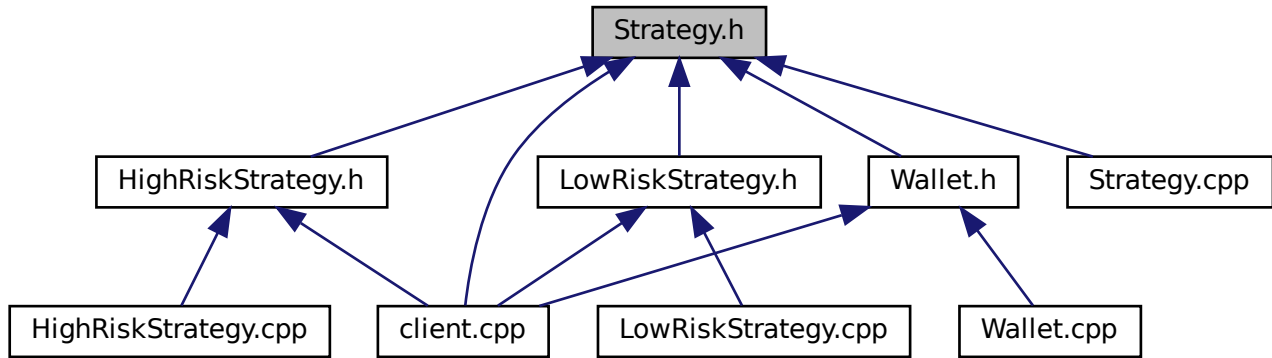 Strategy.h
HighRiskStrategy.h
LowRiskStrategy.h
Wallet.h
Strategy.cpp
HighRiskStrategy.cpp
client.cpp
LowRiskStrategy.cpp
Wallet.cpp